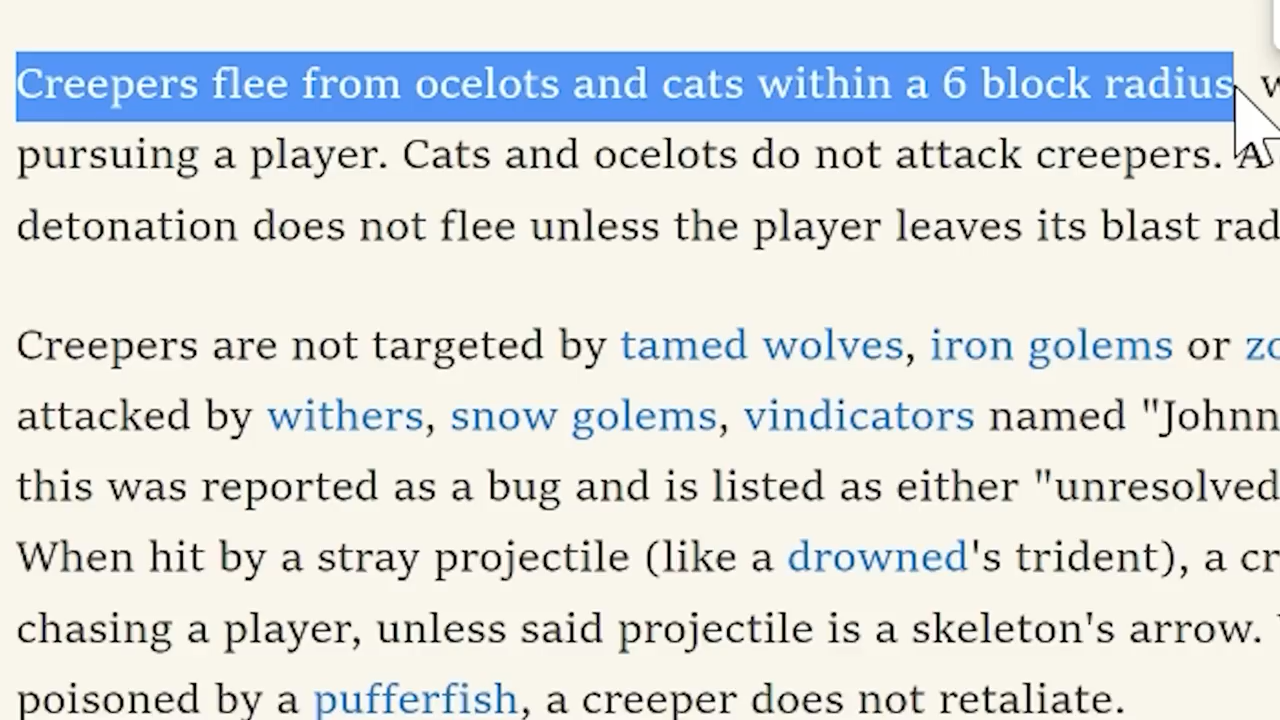 Creepers flee from ocelots and cats within a 6 block radius
pursuing a player. Cats and ocelots do not attack creepers. A
detonation does not flee unless the player leaves its blast rad
Creepers are not targeted by tamed wolves, iron golems or zo
attacked by withers, snow golems, vindicators named "Johnn
this was reported as a bug and is listed as either "unresolved
When hit by a stray projectile (like a drowned's trident), a cr
chasing a player, unless said projectile is a skeleton's arrow.
poisoned by a pufferfish, a creeper does not retaliate.